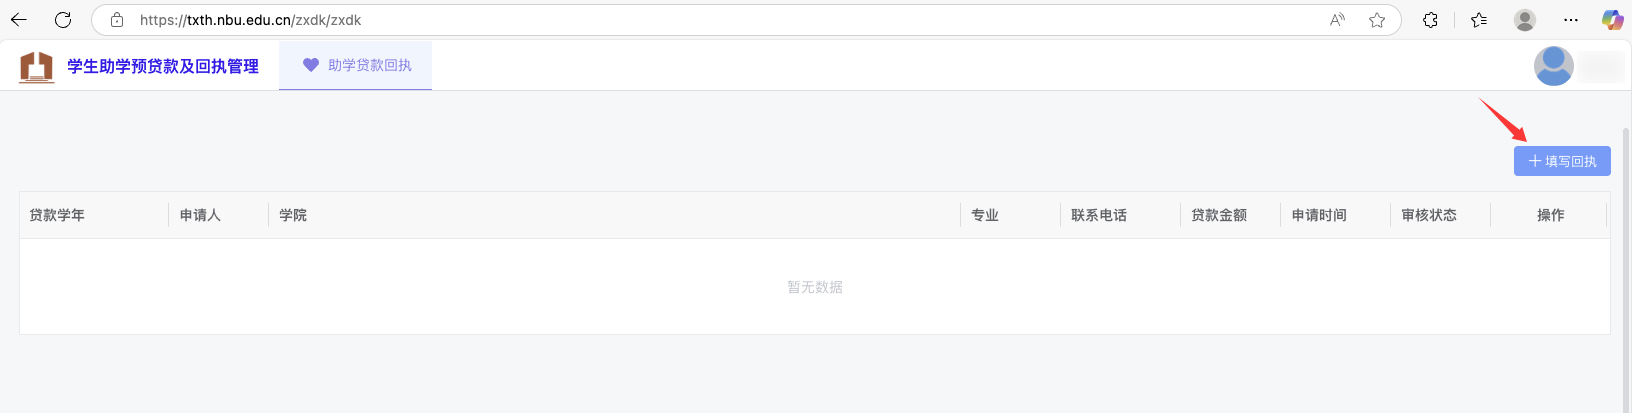 https://txth.nbu.edu.cn/zxdk/zxdk
学生助学预贷款及回执管理 助学贷款回执
填写回执
贷款学年 申请人 学院 专业 联系电话 贷款金额 申请时间 审核状态 操作
暂无数据